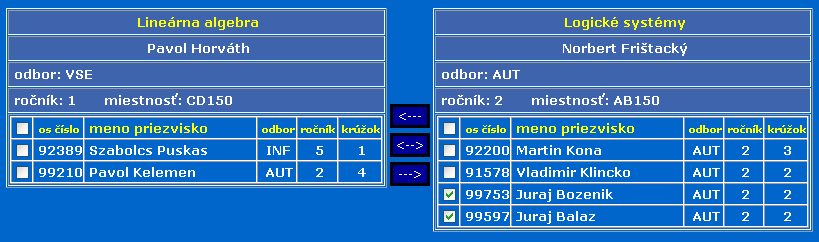 Lineárna algebra
Pavol Horváth
odbor: VSE
ročník: 1 miestnosť: CD150
os číslo meno priezvisko odbor ročník krúžok
92389 Szabolcs Puskas INF 5 1
99210 Pavol Kelemen AUT 2 4
<---
<-->
--->
Logické systémy
Norbert Frištacký
odbor: AUT
ročník: 2 miestnosť: AB150
os číslo meno priezvisko odbor ročník krúžok
92200 Martin Kona AUT 2 3
91578 Vladimir Klincko AUT 2 2
99753 Juraj Bozenik AUT 2 2
99597 Juraj Balaz AUT 2 2